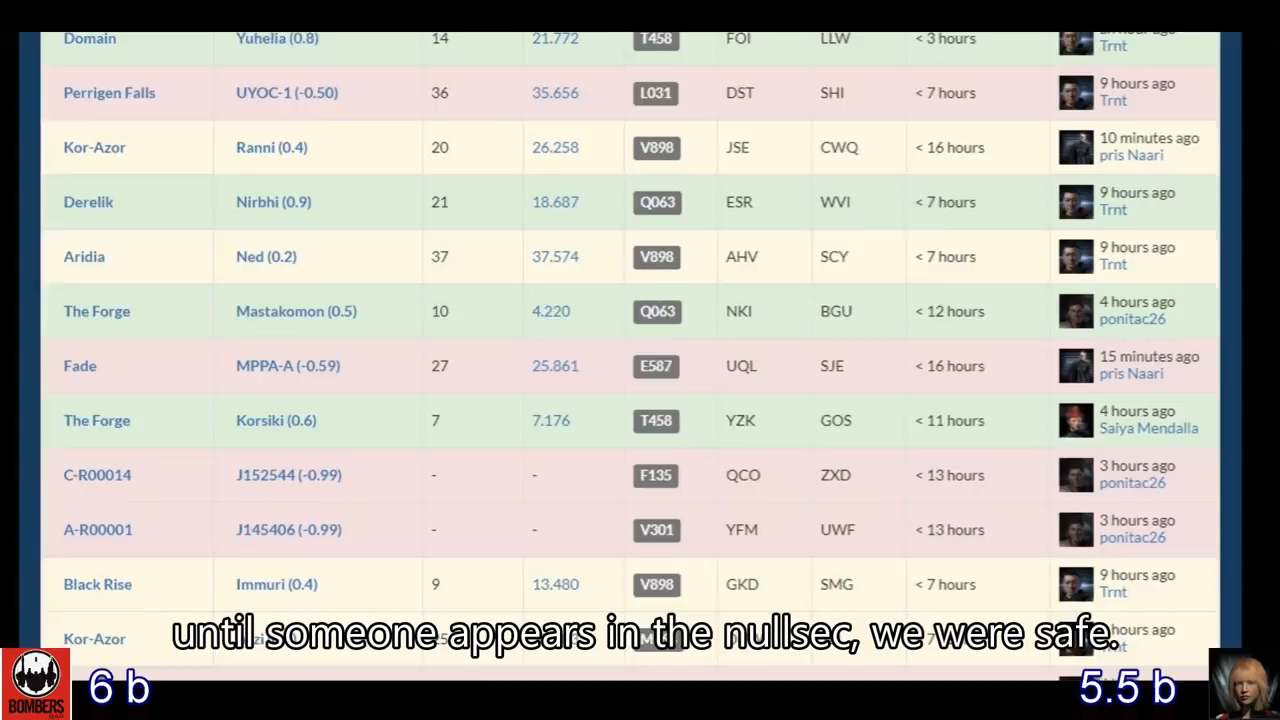 Domain Yuhelia (0.8) 14 21.772 T458 FOI LLW < 3 hours
Trnt
Perrigen Falls UYOC-1 (-0.50) 36 35.656 L031 DST SHI < 7 hours 9 hours ago
Trnt
Kor-Azor Ranni (0.4) 20 26.258 V898 JSE CWQ < 16 hours 10 minutes ago
pris Naari
Derelik Nirbhi (0.9) 21 18.687 Q063 ESR WVI < 7 hours 9 hours ago
Trnt
Aridia Ned (0.2) 37 37.574 V898 AHV SCY < 7 hours 9 hours ago
Trnt
The Forge Mastakomon (0.5) 10 4.220 Q063 NKI BGU < 12 hours 4 hours ago
ponitac26
Fade MPPA-A (-0.59) 27 25.861 E587 UQL SJE < 16 hours 15 minutes ago
pris Naari
The Forge Korsiki (0.6) 7 7.176 T458 YZK GOS < 11 hours 4 hours ago
Saiya Mendalla
C-R00014 J152544 (-0.99) - - F135 QCO ZXD < 13 hours 3 hours ago
ponitac26
A-R00001 J145406 (-0.99) - - V301 YFM UWF < 13 hours 3 hours ago
ponitac26
Black Rise Immuri (0.4) 9 13.480 V898 GKD SMG < 7 hours 9 hours ago
Trnt
Kor-Azor hours ago
until someone appears in the nullsec, we were safe.
BOMBERS 6 b 5.5 b